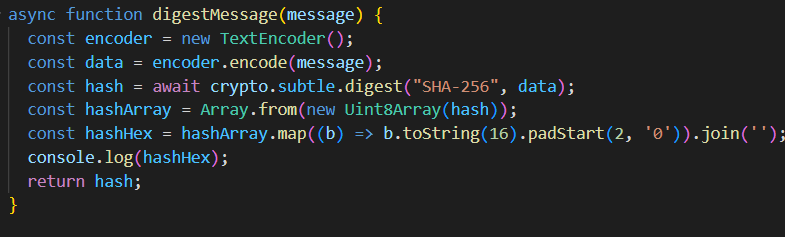 async function digestMessage(message) {
  const encoder = new TextEncoder();
  const data = encoder.encode(message);
  const hash = await crypto.subtle.digest("SHA-256", data);
  const hashArray = Array.from(new Uint8Array(hash));
  const hashHex = hashArray.map((b) => b.toString(16).padStart(2, '0')).join('');
  console.log(hashHex);
  return hash;
}